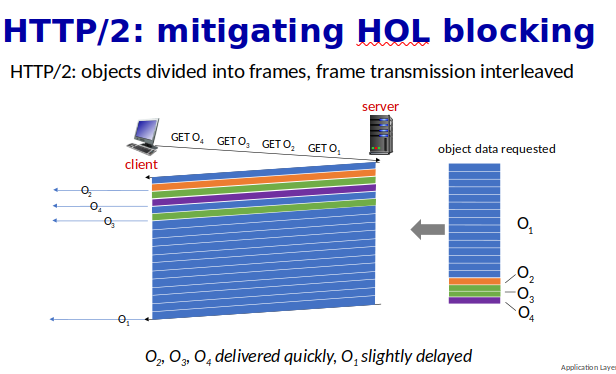 HTTP/2: mitigating HOL blocking
HTTP/2: objects divided into frames, frame transmission interleaved
server
GET O4 GET O3 GET O2 GET O1
object data requested
client
O2
O4
O3
O1
O1
O2
O3
O4
O2, O3, O4 delivered quickly, O1 slightly delayed
Application Laye